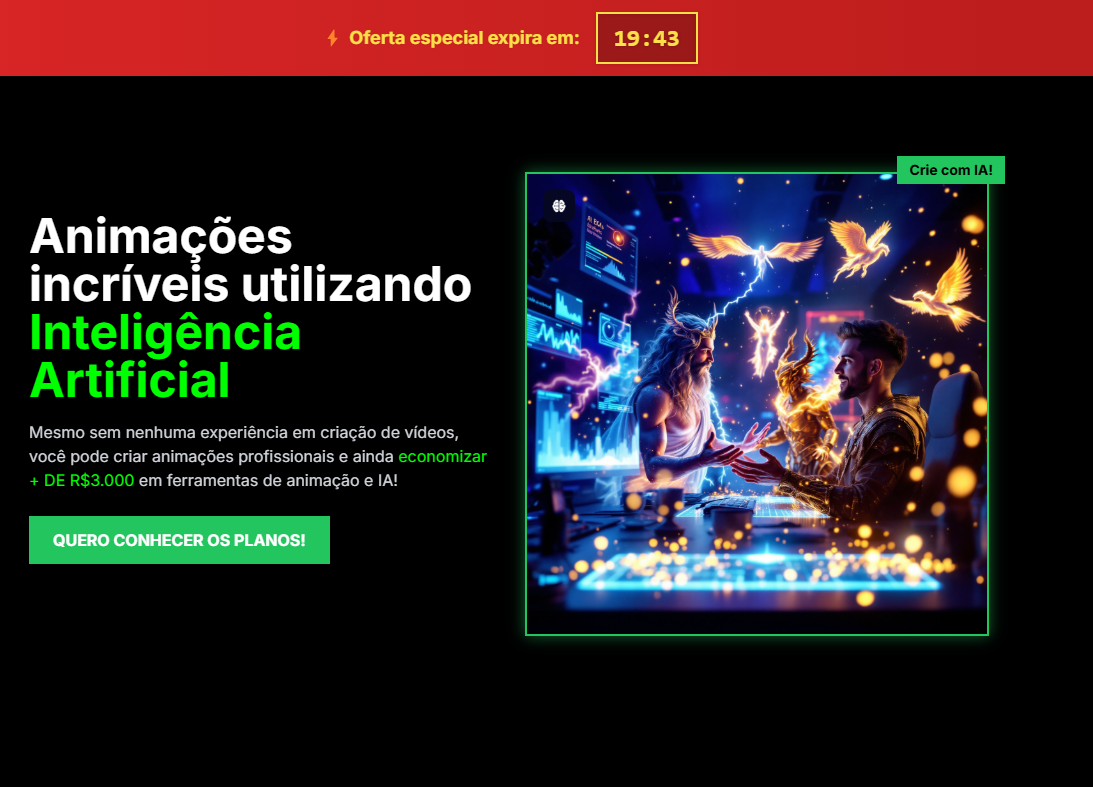 Oferta especial expira em:
19:43
Crie com IA!
Animações
incríveis utilizando
Inteligência
Artificial
Mesmo sem nenhuma experiência em criação de vídeos,
você pode criar animações profissionais e ainda economizar
+ DE R$3.000 em ferramentas de animação e IA!
QUERO CONHECER OS PLANOS!